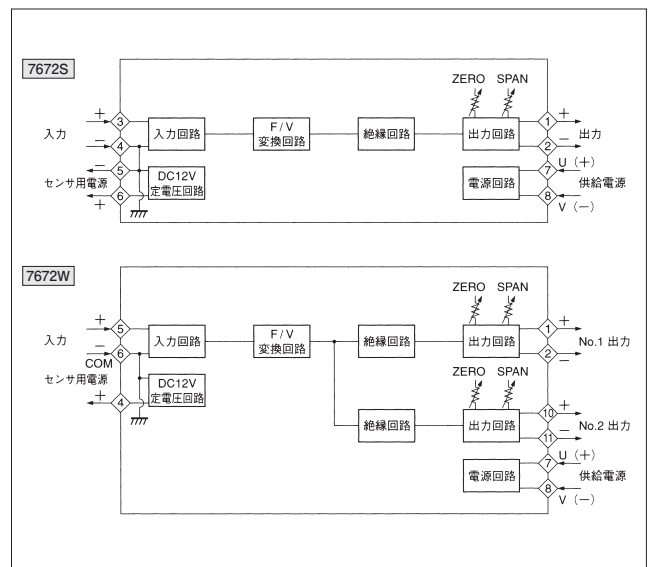 7672S
ZERO SPAN
入力
＋
3
−
4
−
5
センサ用電源
6
＋
入力回路
DC12V
定電圧回路
F / V
変換回路
絶縁回路
出力回路
電源回路
1
＋
出力
2
−
7
U（＋）
供給電源
8
V（−）
7672W
ZERO SPAN
入力
＋
5
−
6
COM
センサ用電源
＋
4
入力回路
DC12V
定電圧回路
F / V
変換回路
絶縁回路
出力回路
1
＋
No.1 出力
2
−
ZERO SPAN
絶縁回路
出力回路
10
＋
No.2 出力
11
−
電源回路
7
U（＋）
供給電源
8
V（−）